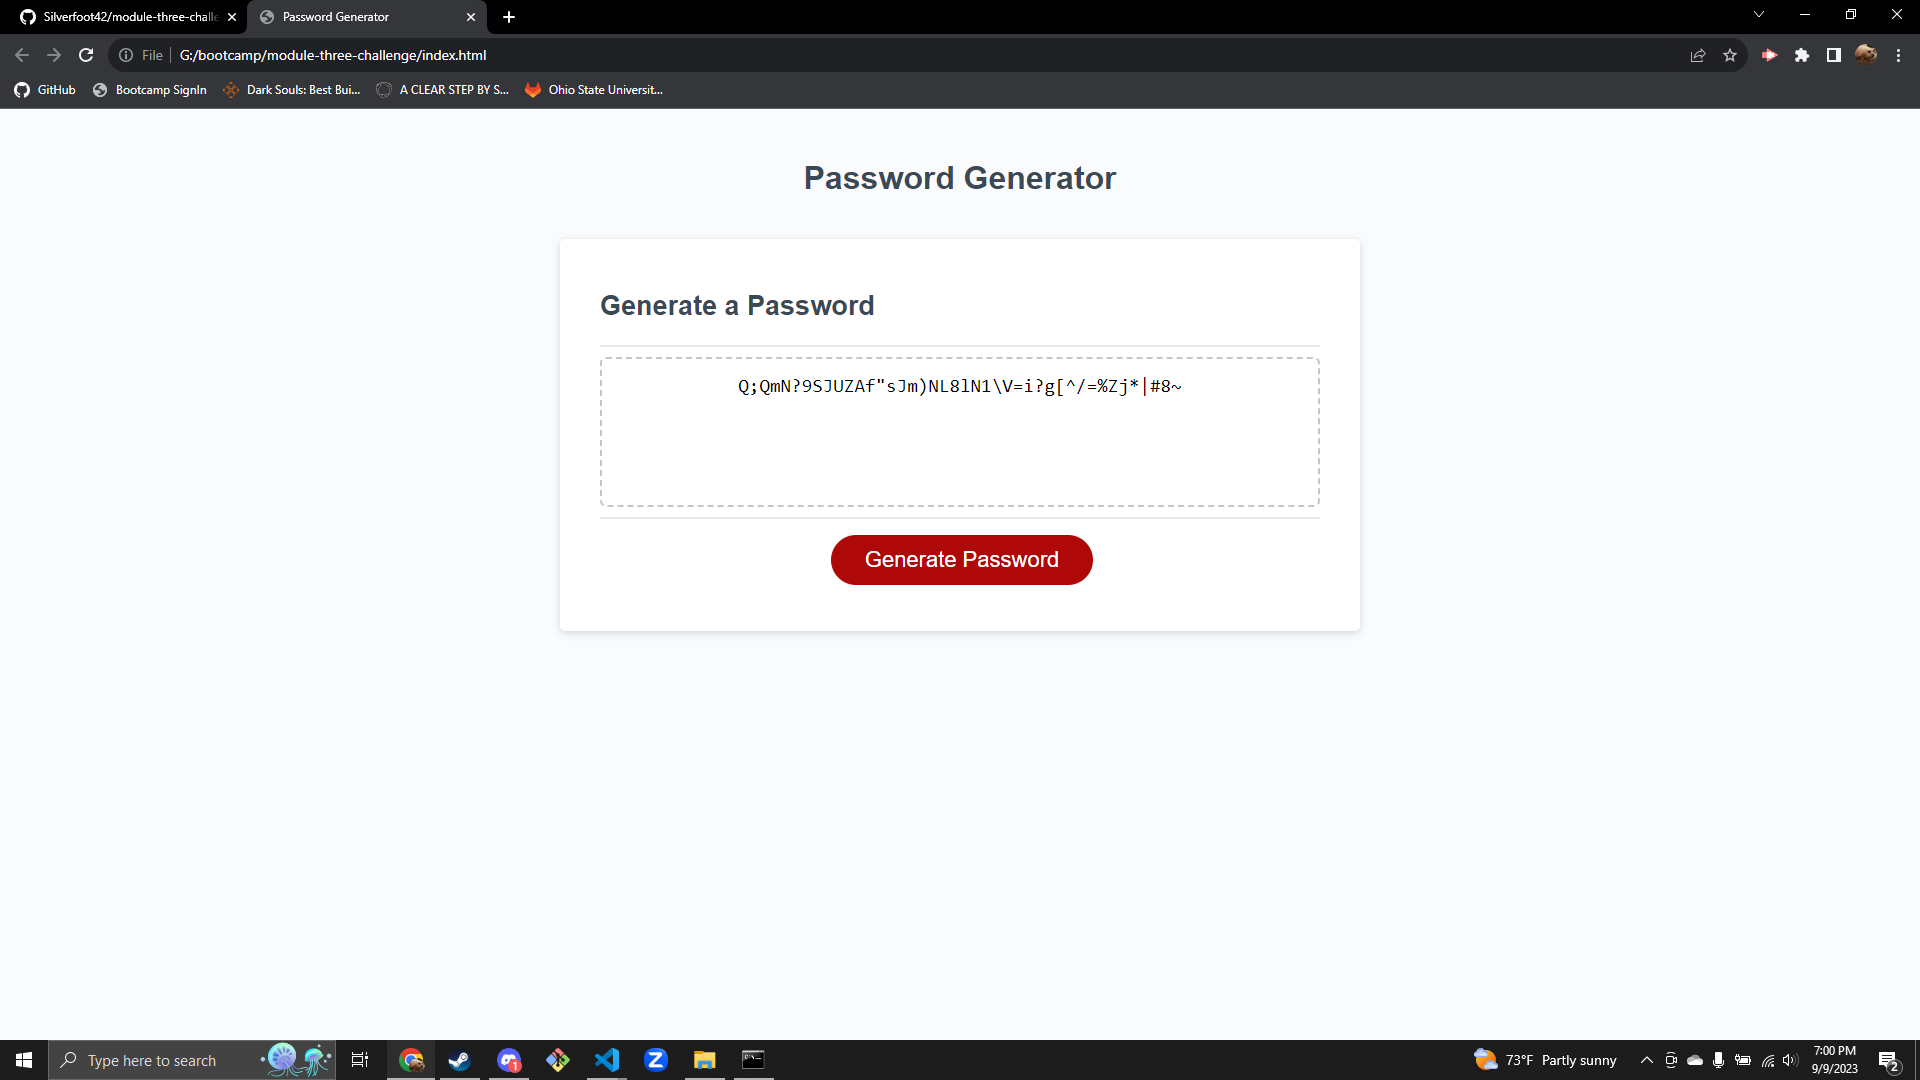 Silverfoot42/module-three-challe
Password Generator
File
G:/bootcamp/module-three-challenge/index.html
GitHub
Bootcamp SignIn
Dark Souls: Best Bui...
A CLEAR STEP BY S...
Ohio State Universit...
Password Generator
Generate a Password
Q;QmN?9SJUZAf"sJm)NL8lN1\V=i?g[^/=%Zj*|#8~
Generate Password
Type here to search
1
73°F Partly sunny
7:00 PM
9/9/2023
2